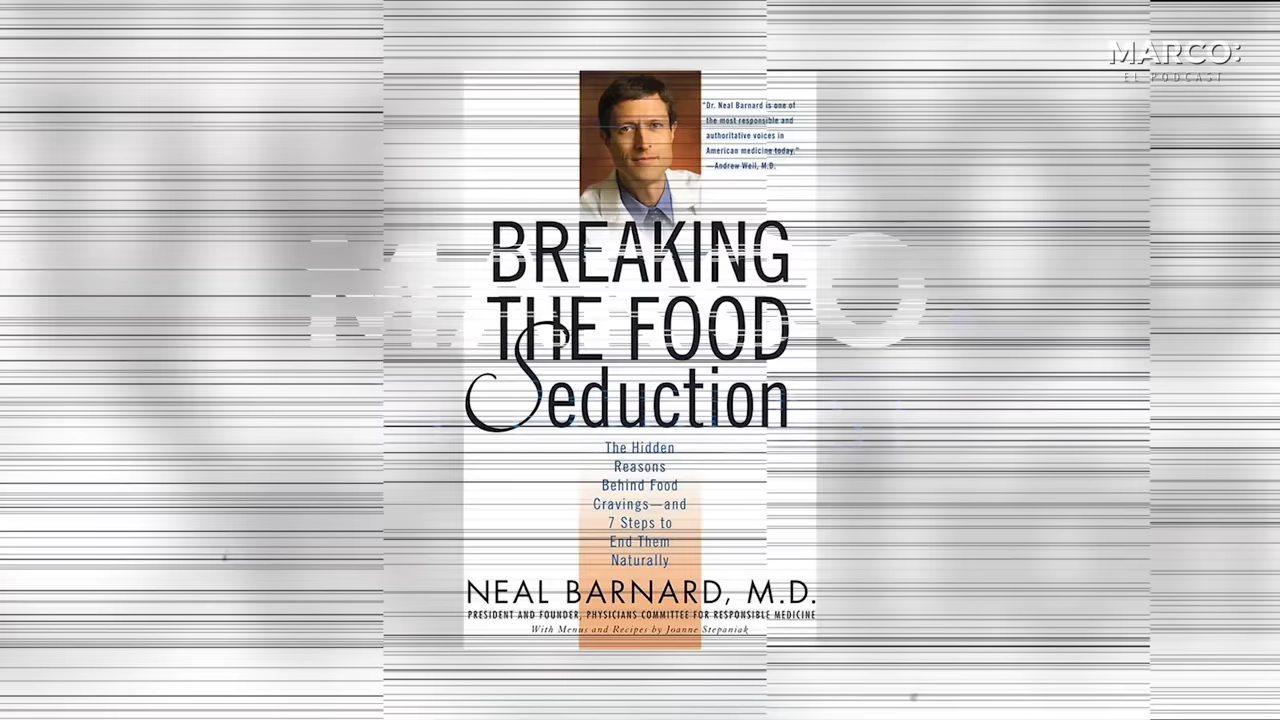 MARCO:
EL PODCAST
"Dr. Neal Barnard is one of
the most responsible and
authoritative voices in
American medicine today."
—Andrew Weil, M.D.
BREAKING
THE FOOD
Seduction
The Hidden
Reasons
Behind Food
Cravings—and
7 Steps to
End Them
Naturally
NEAL BARNARD, M.D.
PRESIDENT AND FOUNDER, PHYSICIANS COMMITTEE FOR RESPONSIBLE MEDICINE
With Menus and Recipes by Joanne Stepaniak